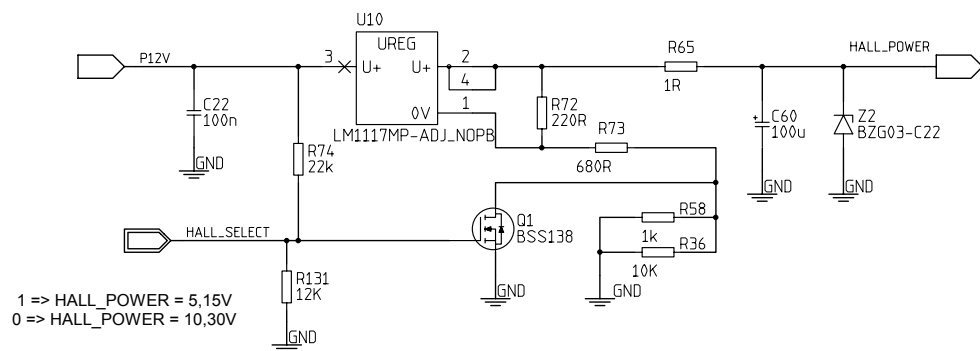 U10
UREG
P12V
3
U+
U+
2
4
1
0V
LM1117MP-ADJ_NOPB
R65
1R
HALL_POWER
C22
100n
GND
R74
22k
R72
220R
R73
680R
+
C60
100u
GND
Z2
BZG03-C22
GND
HALL_SELECT
Q1
BSS138
GND
R58
1k
R36
10K
GND
R131
12K
GND
1 => HALL_POWER = 5,15V
0 => HALL_POWER = 10,30V